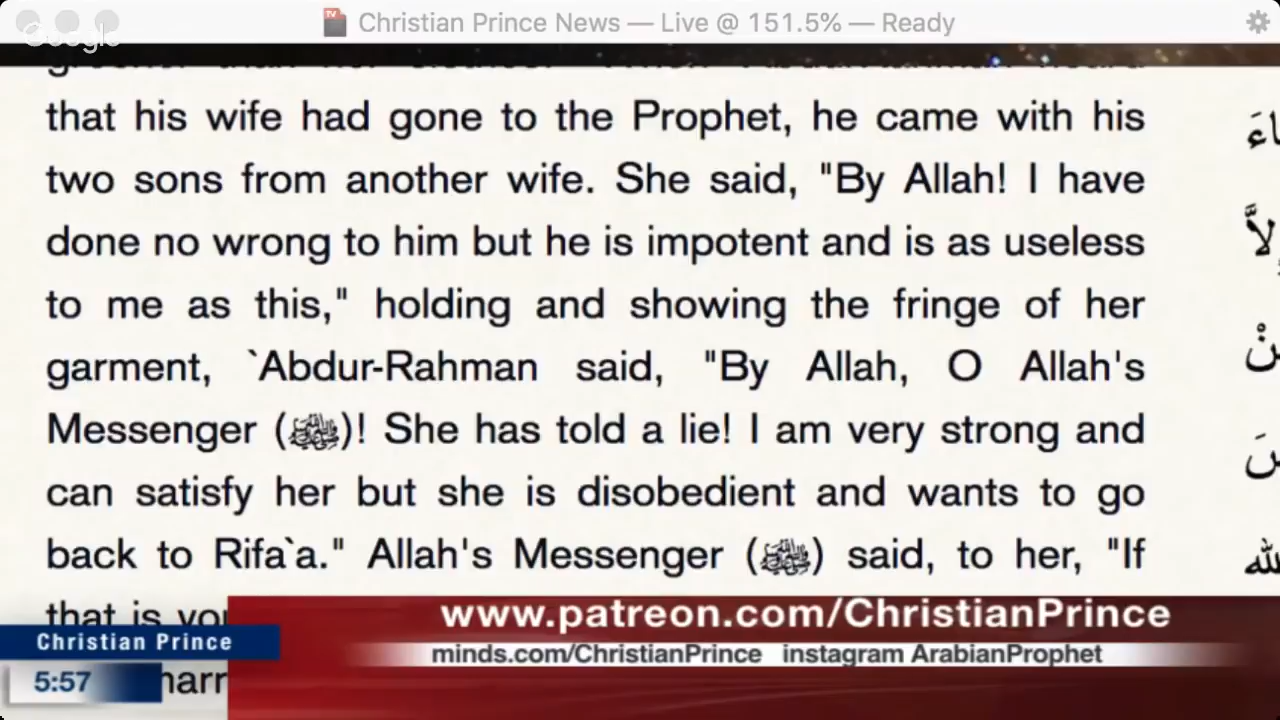 Christian Prince News — Live @ 151.5% — Ready
Google
that his wife had gone to the Prophet, he came with his
two sons from another wife. She said, "By Allah! I have
done no wrong to him but he is impotent and is as useless
to me as this," holding and showing the fringe of her
garment, `Abdur-Rahman said, "By Allah, O Allah's
Messenger (ﷺ)! She has told a lie! I am very strong and
can satisfy her but she is disobedient and wants to go
back to Rifa`a." Allah's Messenger (ﷺ) said, to her, "If
that is
www.patreon.com/ChristianPrince
Christian Prince
minds.com/ChristianPrince instagram ArabianProphet
5:57